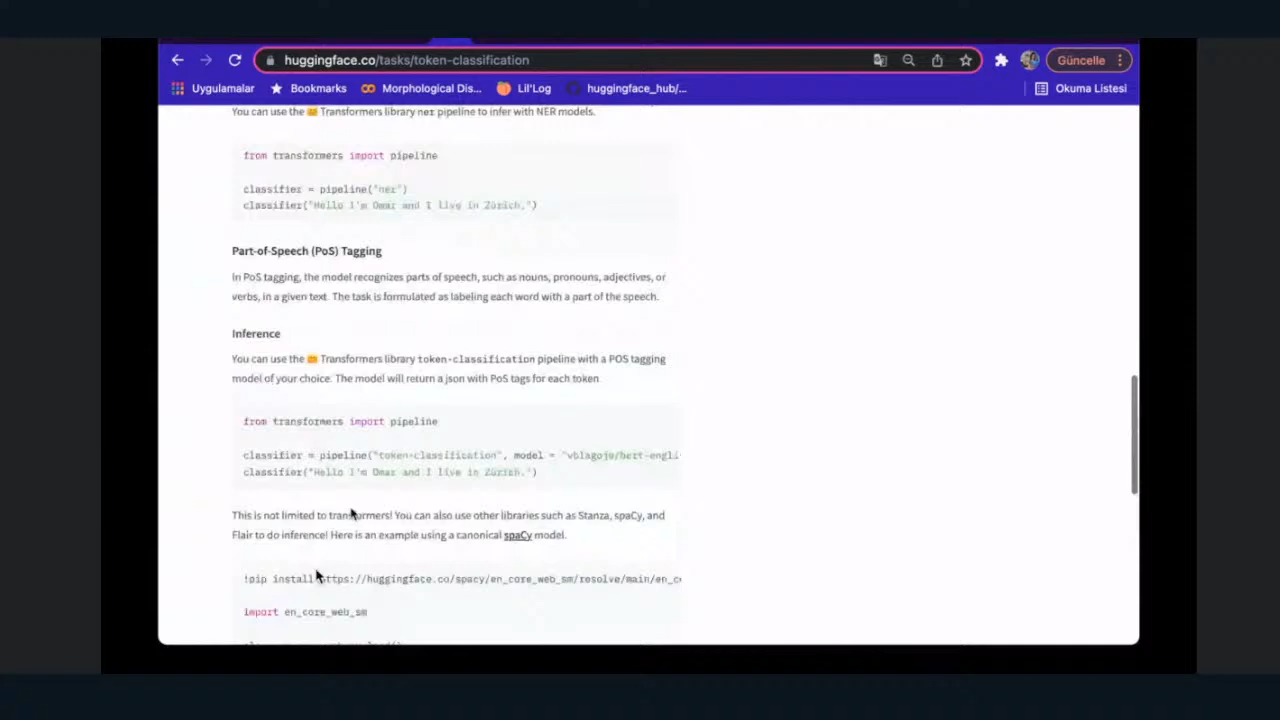 huggingface.co/tasks/token-classification
Güncelle
Uygulamalar
Bookmarks
Morphological Dis...
Lil'Log
huggingface_hub/...
Okuma Listesi
You can use the 🤗 Transformers library ner pipeline to infer with NER models.
from transformers import pipeline
classifier = pipeline("ner")
classifier("Hello I'm Omar and I live in Zürich.")
Part-of-Speech (PoS) Tagging
In PoS tagging, the model recognizes parts of speech, such as nouns, pronouns, adjectives, or
verbs, in a given text. The task is formulated as labeling each word with a part of the speech.
Inference
You can use the 🤗 Transformers library token-classification pipeline with a POS tagging
model of your choice. The model will return a json with PoS tags for each token.
from transformers import pipeline
classifier = pipeline("token-classification", model = "vblagoje/bert-engli
classifier("Hello I'm Omar and I live in Zürich.")
This is not limited to transformers! You can also use other libraries such as Stanza, spaCy, and
Flair to do inference! Here is an example using a canonical spaCy model.
!pip install https://huggingface.co/spacy/en_core_web_sm/resolve/main/en_co
import en_core_web_sm